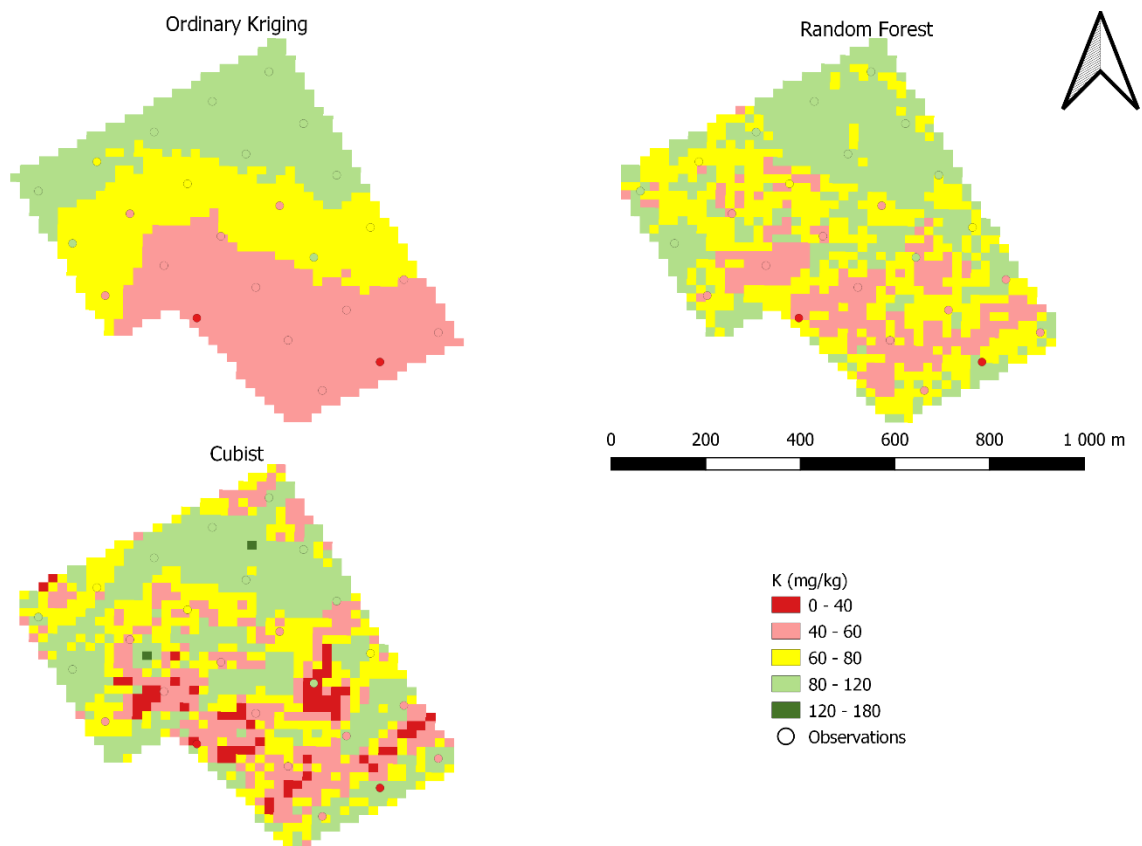 Ordinary Kriging
Random Forest
0 200 400 600 800 1 000 m
Cubist
K (mg/kg)
0 - 40
40 - 60
60 - 80
80 - 120
120 - 180
Observations